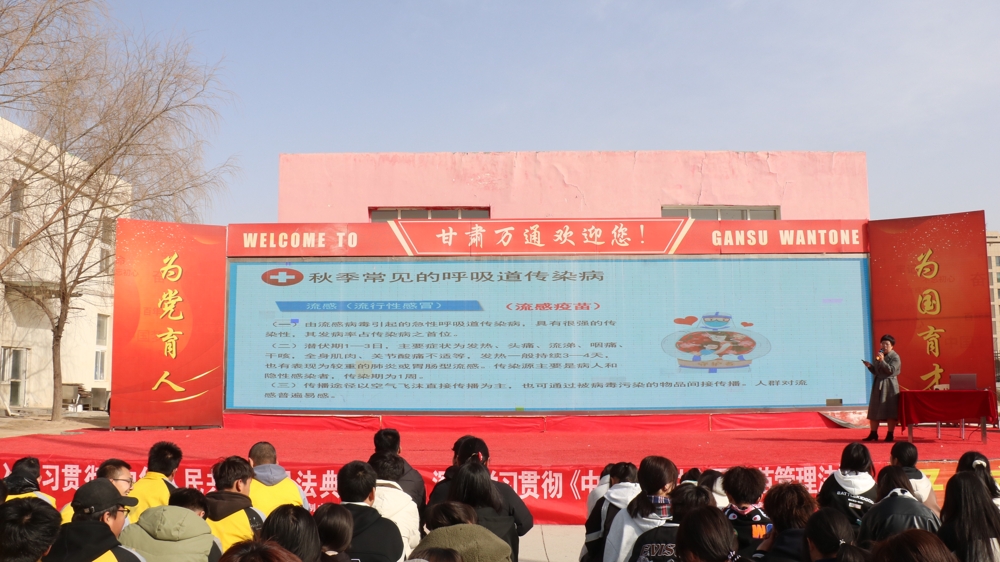 WELCOME TO
甘肃万通欢迎您！
GANSU WANTONE
为党育人
为国育才
秋季常见的呼吸道传染病
流感（流行性感冒）
（流感疫苗）
（一）由流感病毒引起的急性呼吸道传染病，具有很强的传
染性，其发病率占传染病之首位。
（二）潜伏期1—3日，主要症状为发热、头痛、流涕、咽痛、
干咳，全身肌肉、关节酸痛不适等，发热一般持续3—4天，
也有表现为较重的肺炎或胃肠型流感。传染源主要是病人和
隐性感染者，传染期为1周。
（三）传播途径以空气飞沫直接传播为主，也可通过被病毒污染的物品间接传播。人群对流
感普遍易感。
习贯彻
民
法典
学习贯彻《中
管理法